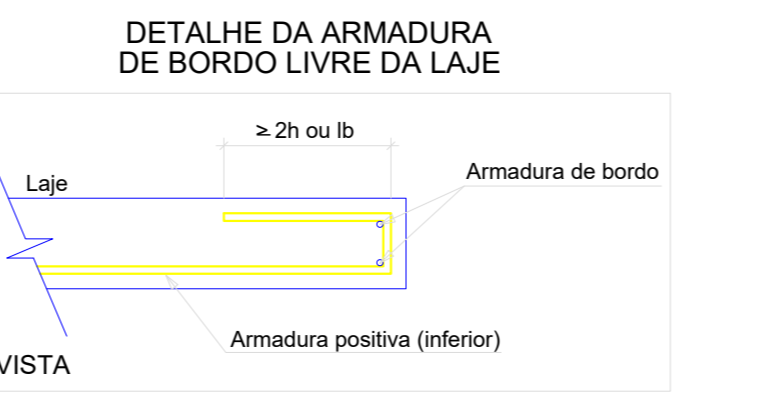 DETALHE DA ARMADURA
DE BORDO LIVRE DA LAJE
≥ 2h ou lb
Armadura de bordo
Laje
Armadura positiva (inferior)
VISTA